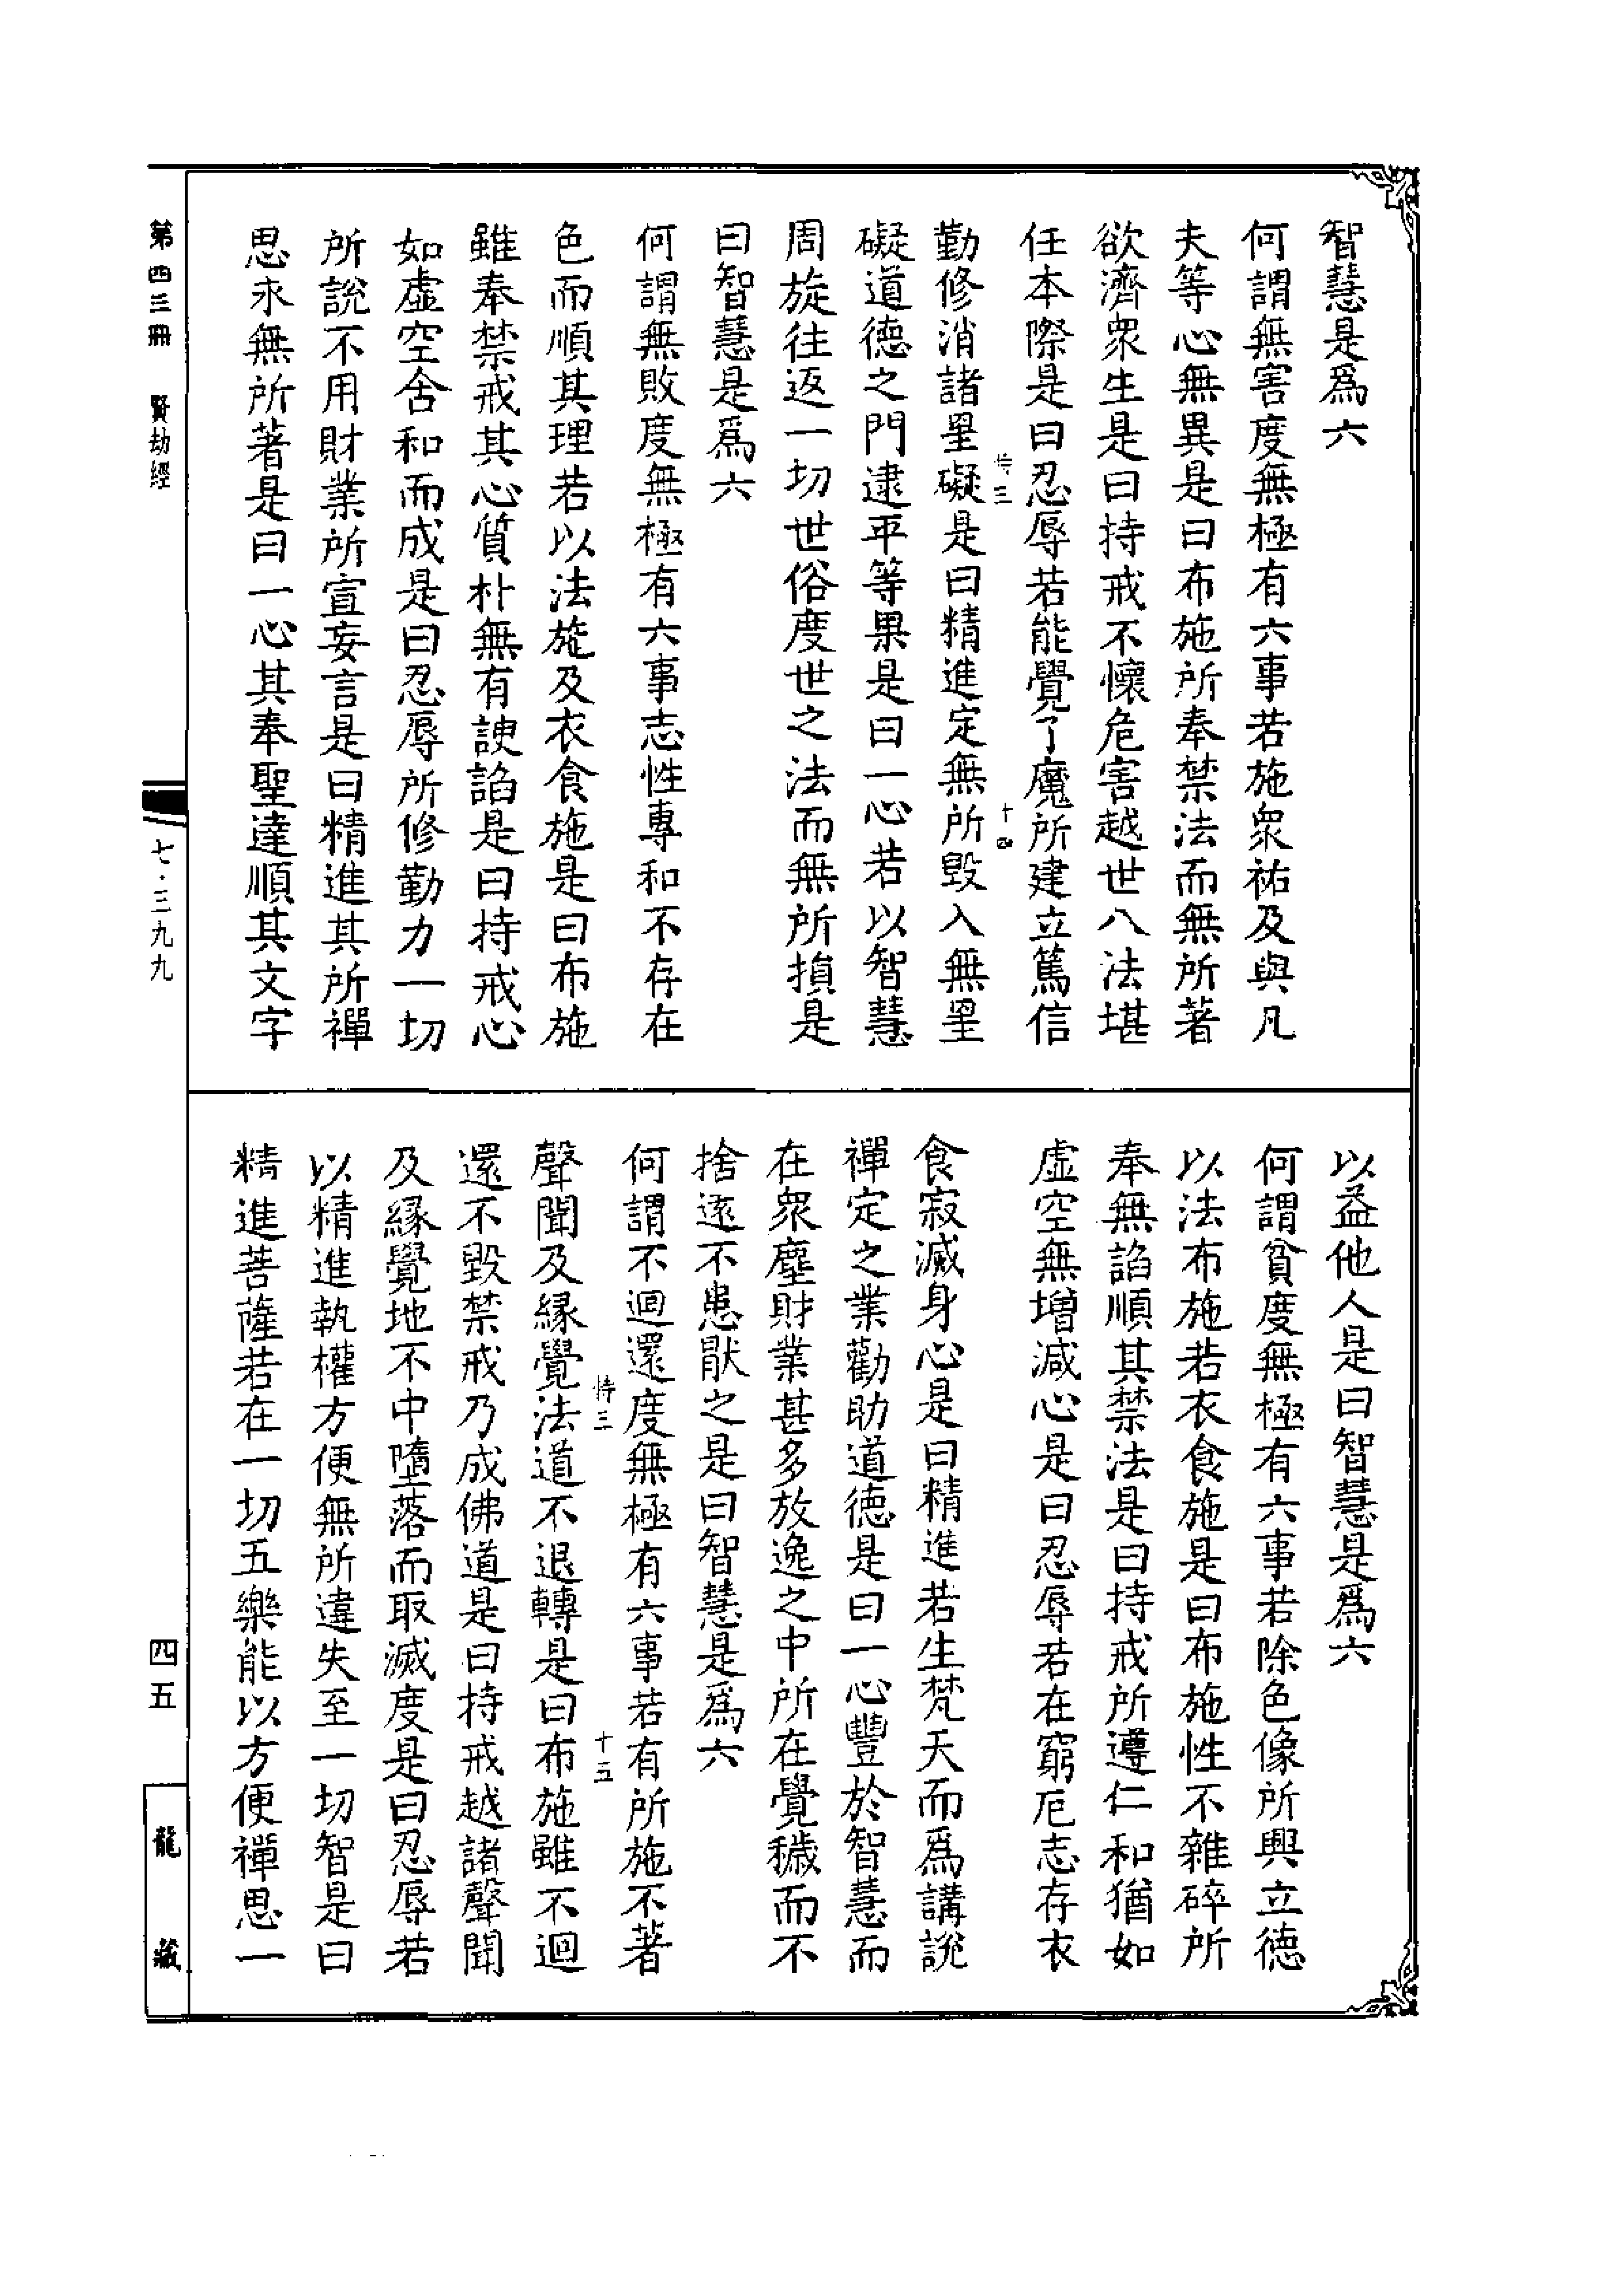 智慧是爲六
何謂無害度無極有六事若施衆祐及與凡
夫等心無異是曰布施所奉禁法而無所著
欲濟衆生是曰持戒不懷危害越世八法堪
任本際是曰忍辱若能覺了魔所建立篤信
持三
十四
勤修消諸罣礙是曰精進定無所毀入無罣
礙道德之門逮平等果是曰一心若以智慧
周旋往返一切世俗度世之法而無所損是
曰智慧是爲六
何謂無敗度無極有六事志性專和不存在
色而順其理若以法施及衣食施是曰布施
雖奉禁戒其心質朴無有諛諂是曰持戒心
如虛空含和而成是曰忍辱所修勤力一切
所說不用財業所宣妄言是曰精進其所禪
思永無所著是曰一心其奉聖達順其文字
以益他人是曰智慧是爲六
何謂貧度無極有六事若除色像所興立德
以法布施若衣食施是曰布施性不雜碎所
奉無諂順其禁法是曰持戒所遵仁和猶如
虛空無增減心是曰忍辱若在窮厄志存衣
食寂滅身心是曰精進若生梵天而爲講說
禪定之業勸助道德是曰一心豐於智慧而
在衆塵財業甚多放逸之中所在覺穢而不
捨遠不患猒之是曰智慧是爲六
何謂不迴還度無極有六事若有所施不著
持三
十五
聲聞及緣覺法道不退轉是曰布施雖不迴
還不毀禁戒乃成佛道是曰持戒越諸聲聞
及緣覺地不中墮落而取滅度是曰忍辱若
以精進執權方便無所違失至一切智是曰
精進菩薩若在一切五樂能以方便禪思一
第四三冊 賢劫經
七·三九九
四五
龍藏